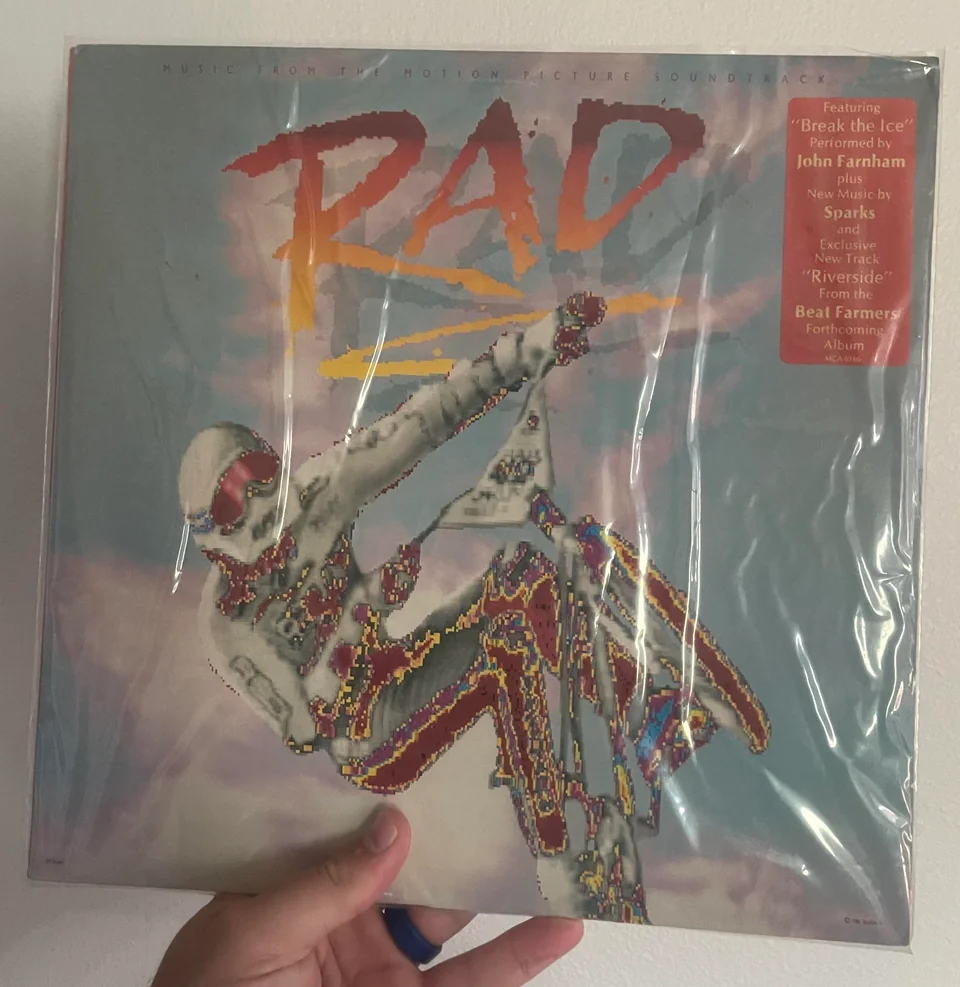 MUSIC FROM THE MOTION PICTURE SOUNDTRACK
RAD
Featuring
"Break the Ice"
Performed by
John Farnham
plus
New Music by
Sparks
and
Exclusive
New Track
"Riverside"
From the
Beat Farmers'
Forthcoming
Album